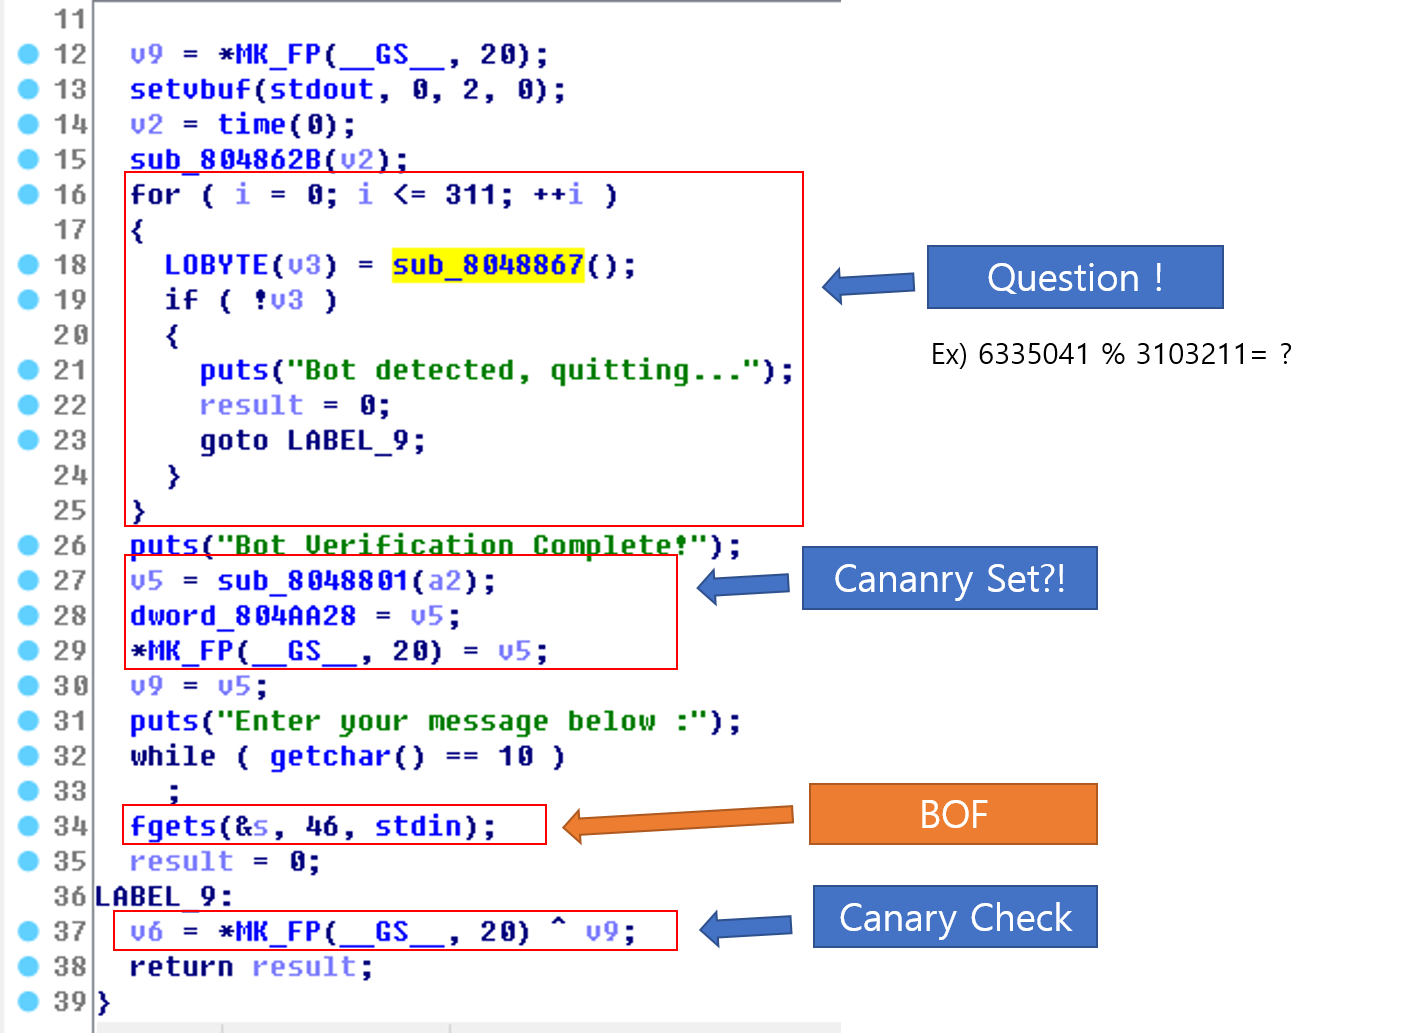 11
12 v9 = *MK_FP(__GS__, 20);
13 setvbuf(stdout, 0, 2, 0);
14 v2 = time(0);
15 sub_804862B(v2);
16 for ( i = 0; i <= 311; ++i )
17 {
18 LOBYTE(v3) = sub_8048867();
Question !
19 if ( !v3 )
20 {
Ex) 6335041 % 3103211= ?
21 puts("Bot detected, quitting...");
22 result = 0;
23 goto LABEL_9;
24 }
25 }
26 puts("Bot Verification Complete!");
27 v5 = sub_8048801(a2);
Cananry Set?!
28 dword_804AA28 = v5;
29 *MK_FP(__GS__, 20) = v5;
30 v9 = v5;
31 puts("Enter your message below :");
32 while ( getchar() == 10 )
33 ;
34 fgets(&s, 46, stdin);
BOF
35 result = 0;
36 LABEL_9:
37 v6 = *MK_FP(__GS__, 20) ^ v9;
Canary Check
38 return result;
39 }